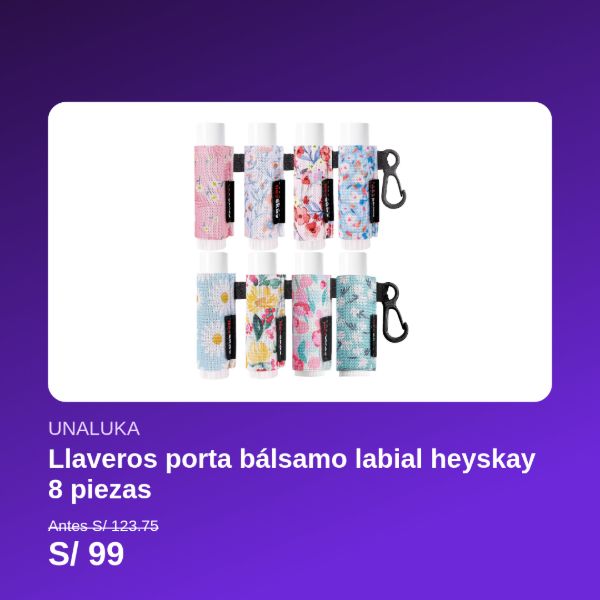 UNALUKA
Llaveros porta bálsamo labial heyskay
8 piezas
Antes S/ 123.75
S/ 99